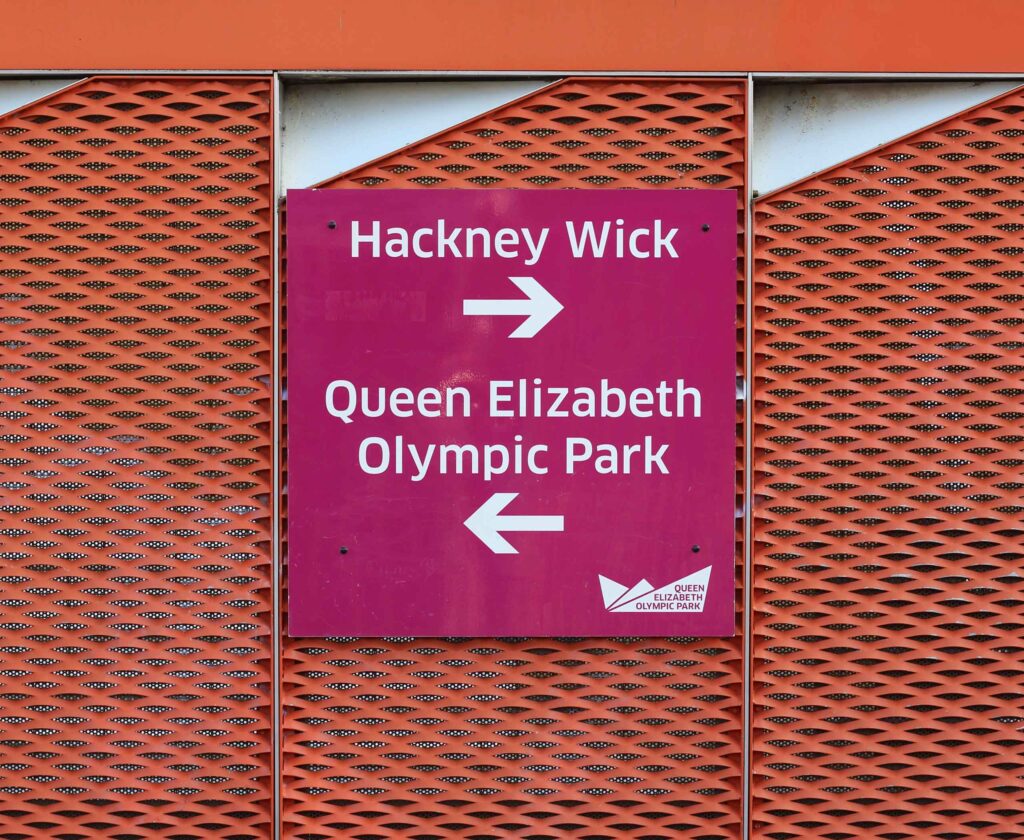 Hackney Wick
→
Queen Elizabeth
Olympic Park
←
QUEEN
ELIZABETH
OLYMPIC PARK